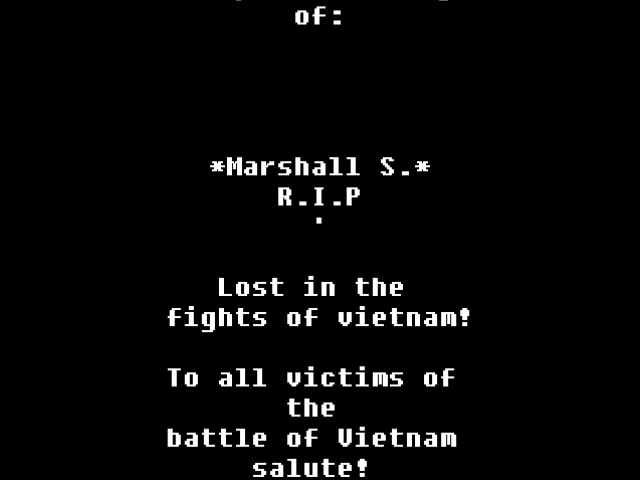 of:
*Marshall S.*
R.I.P
.
Lost in the
fights of vietnam!
To all victims of
the
battle of Vietnam
salute!